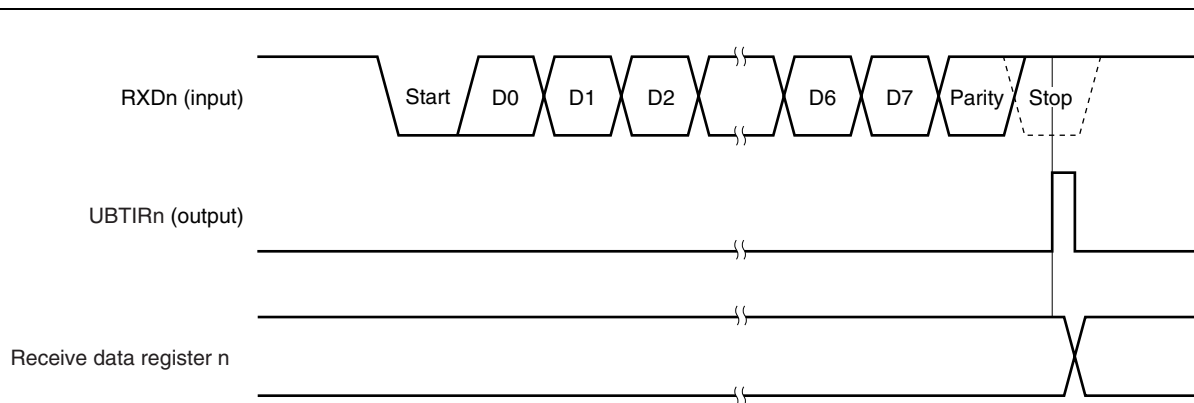 RXDn (input)
Start D0 D1 D2 D6 D7 Parity Stop
UBTIRn (output)
Receive data register n